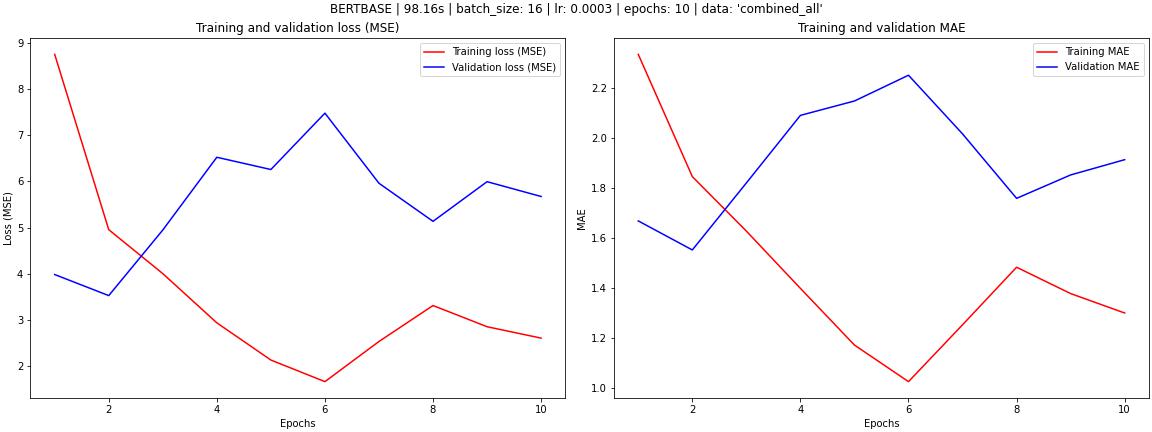 BERTBASE | 98.16s | batch_size: 16 | lr: 0.0003 | epochs: 10 | data: 'combined_all'
Training and validation loss (MSE)
9
8
7
6
5
4
3
2
Loss (MSE)
Training loss (MSE)
Validation loss (MSE)
2
4
6
8
10
Epochs
Training and validation MAE
2.2
2.0
1.8
1.6
1.4
1.2
1.0
MAE
Training MAE
Validation MAE
2
4
6
8
10
Epochs